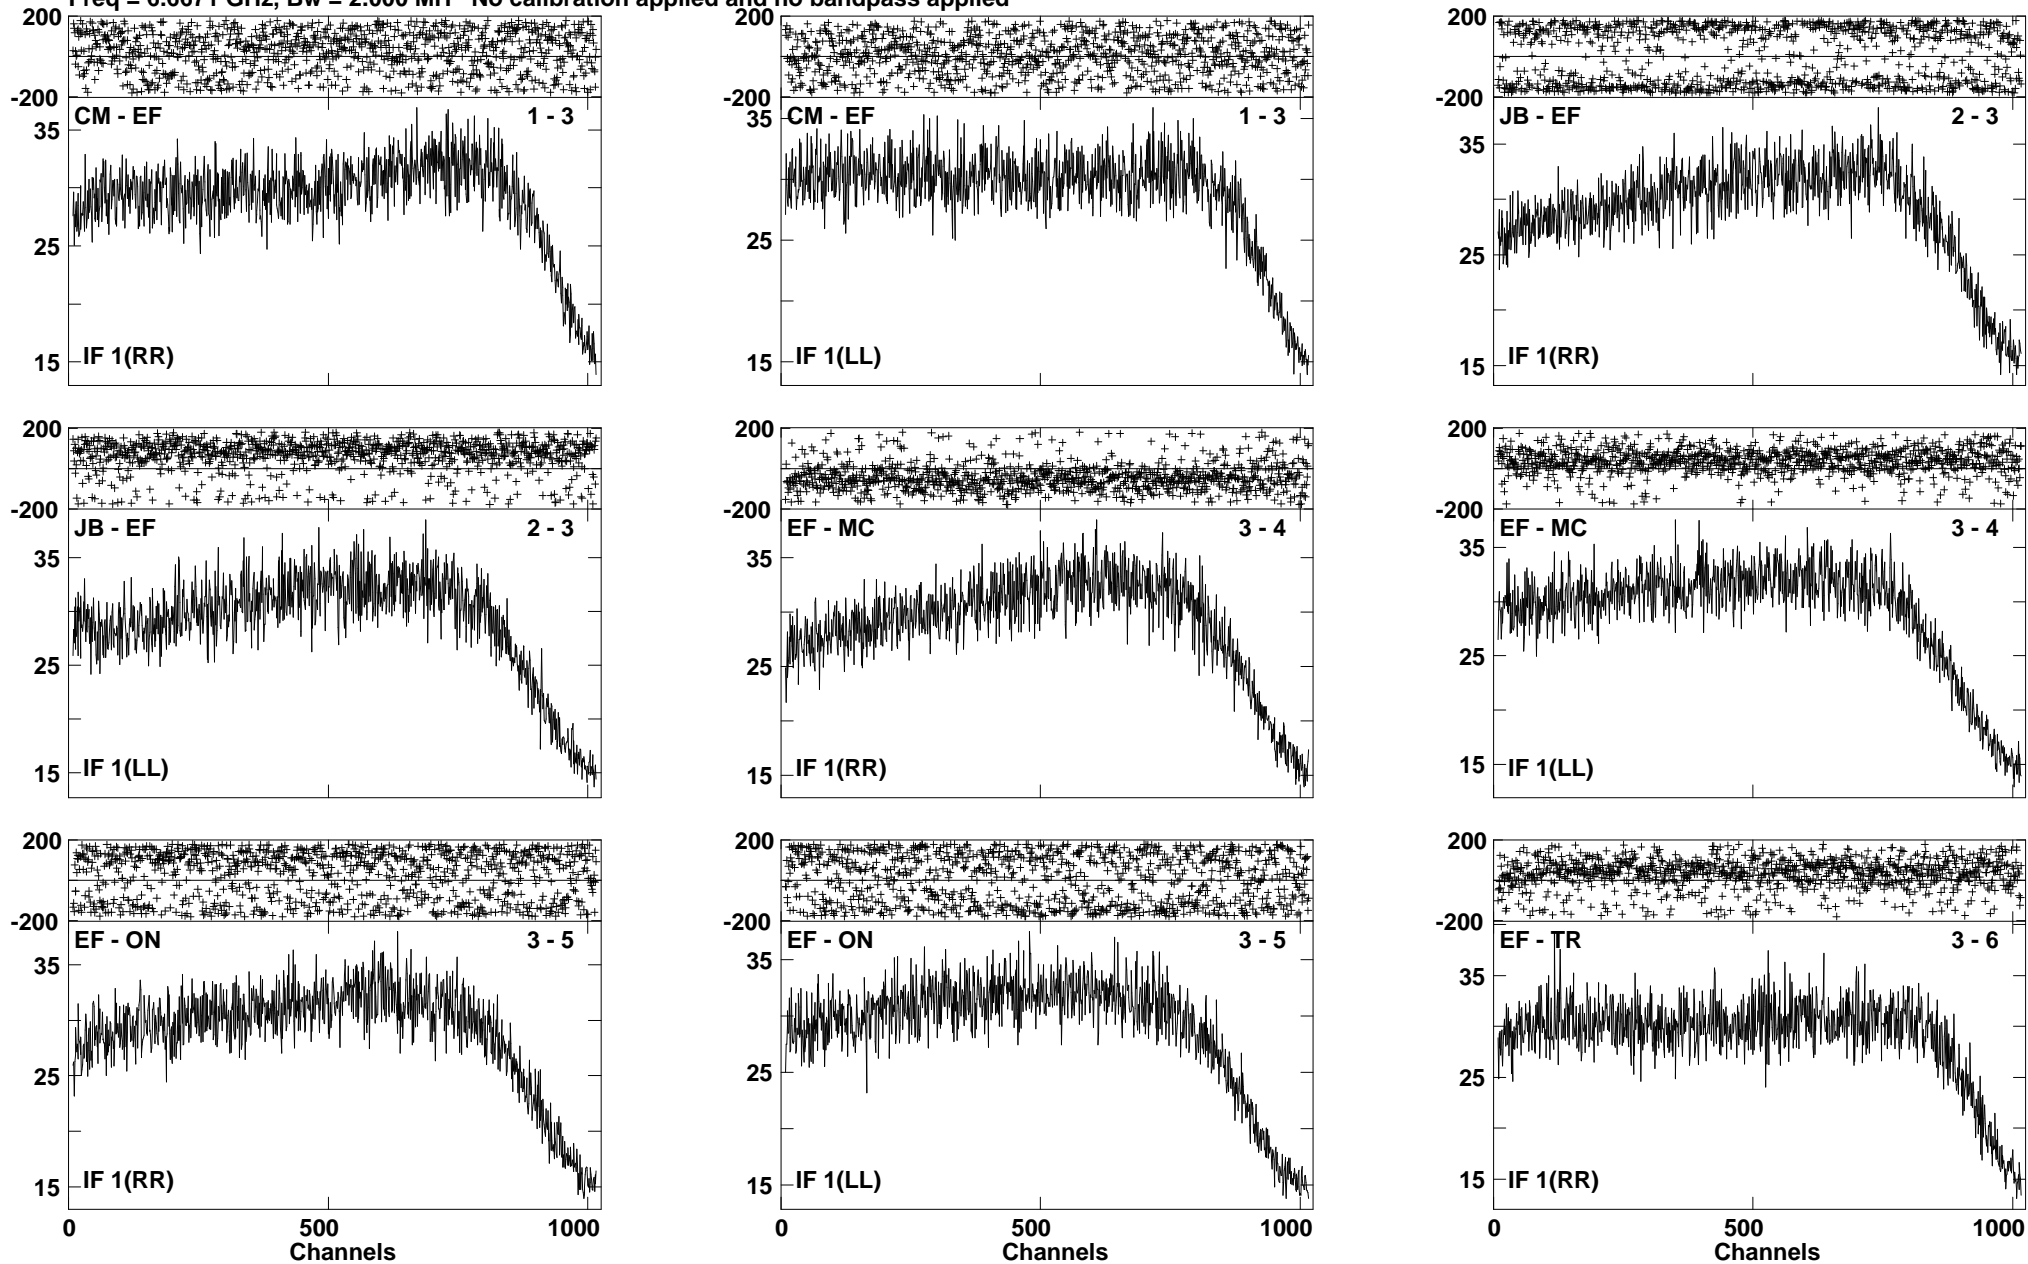 Freq = 6.6671 GHz, Bw = 2.000 MH No calibration applied and no bandpass applied
200 200 200
-200 -200 -200
CM - EF 1 - 3 CM - EF 1 - 3 JB - EF 2 - 3
35 35 35
25 25 25
15 IF 1(RR) 15 IF 1(LL) 15 IF 1(RR)
200 200 200
-200 -200 -200
JB - EF 2 - 3 EF - MC 3 - 4 EF - MC 3 - 4
35 35 35
25 25 25
15 IF 1(LL) 15 IF 1(RR) 15 IF 1(LL)
200 200 200
-200 -200 -200
EF - ON 3 - 5 EF - ON 3 - 5 EF - TR 3 - 6
35 35 35
25 25 25
15 IF 1(RR) 15 IF 1(LL) 15 IF 1(RR)
0 500 1000 0 500 1000 0 500 1000
Channels Channels Channels